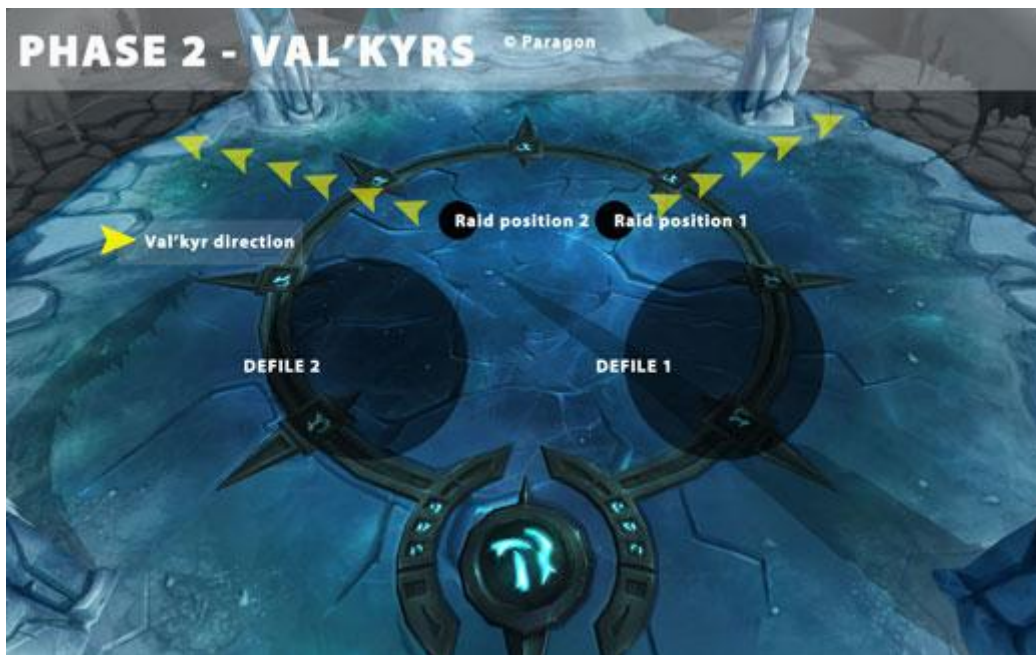 PHASE 2 - VAL'KYRS
© Paragon
Raid position 2
Raid position 1
Val'kyr direction
DEFILE 2
DEFILE 1